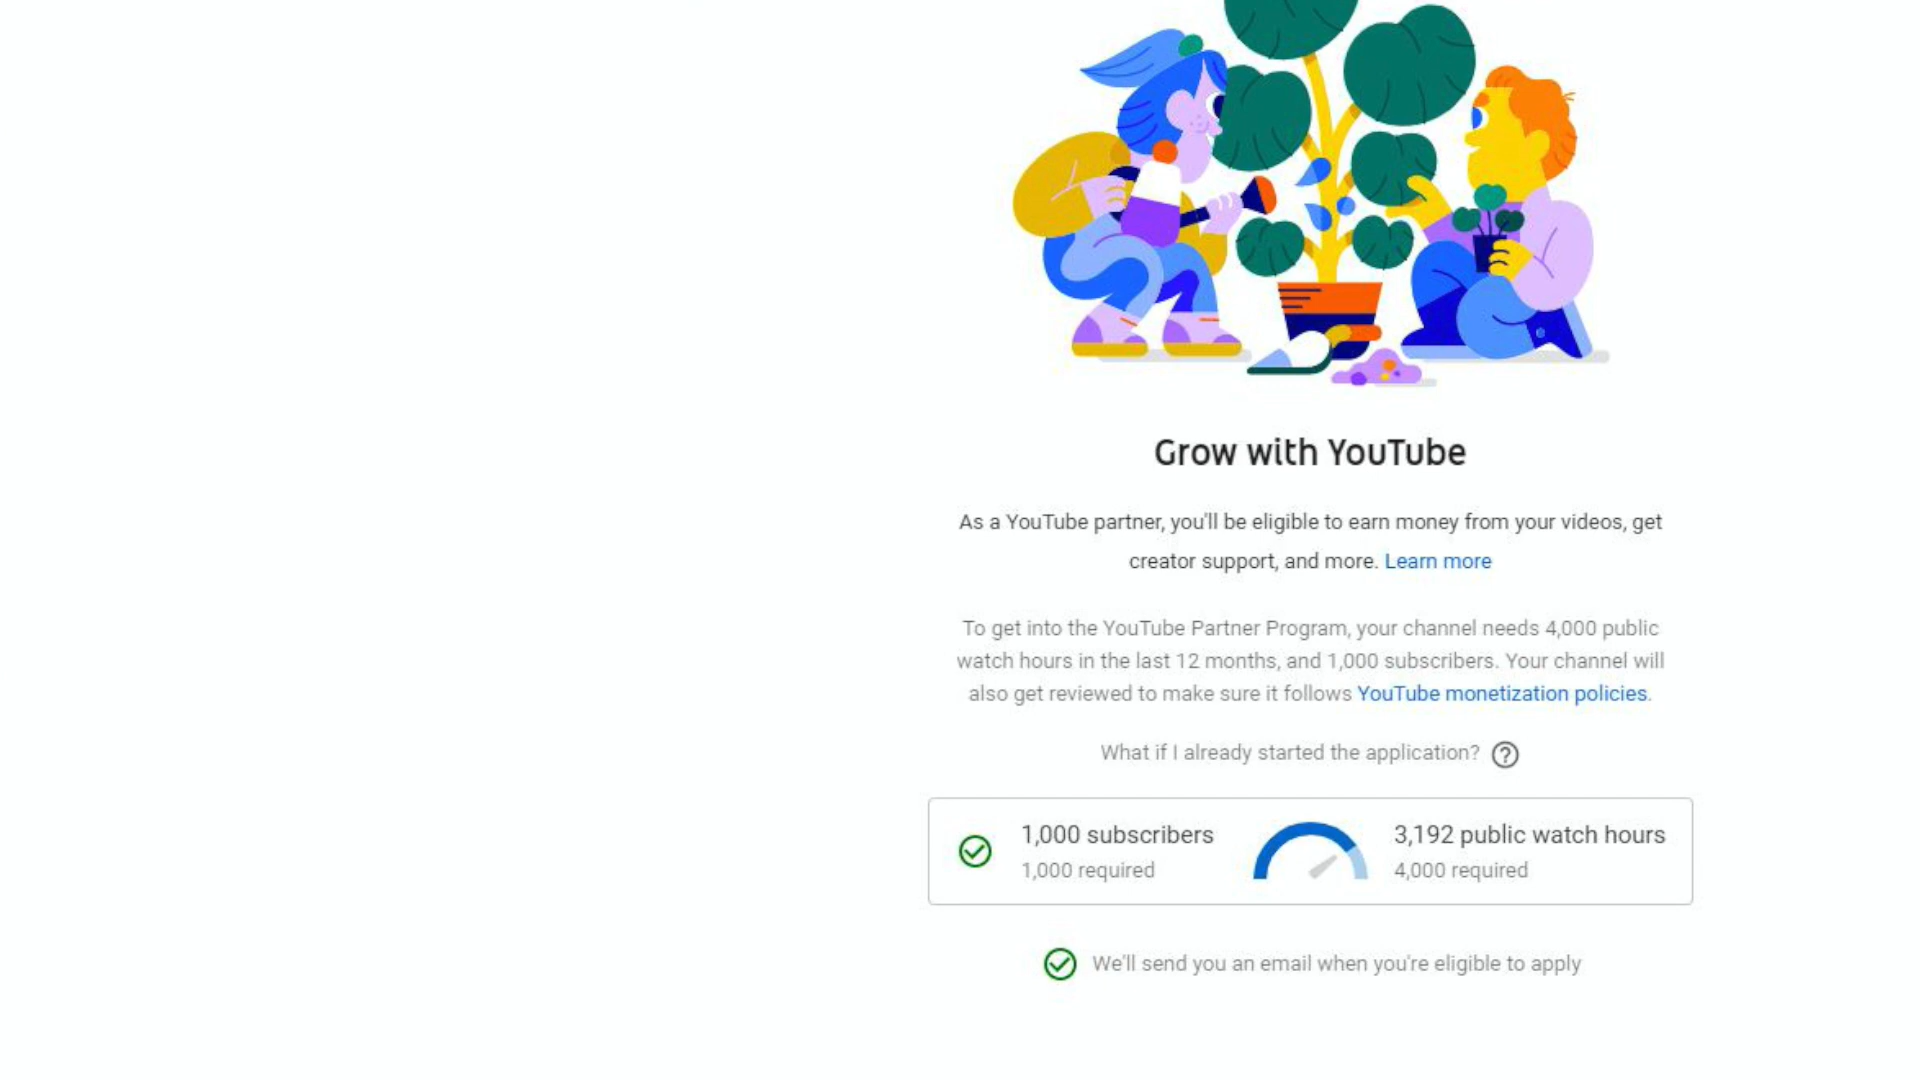 Grow with YouTube
As a YouTube partner, you'll be eligible to earn money from your videos, get
creator support, and more. Learn more
To get into the YouTube Partner Program, your channel needs 4,000 public
watch hours in the last 12 months, and 1,000 subscribers. Your channel will
also get reviewed to make sure it follows YouTube monetization policies.
What if I already started the application? ?
1,000 subscribers
1,000 required
3,192 public watch hours
4,000 required
We'll send you an email when you're eligible to apply